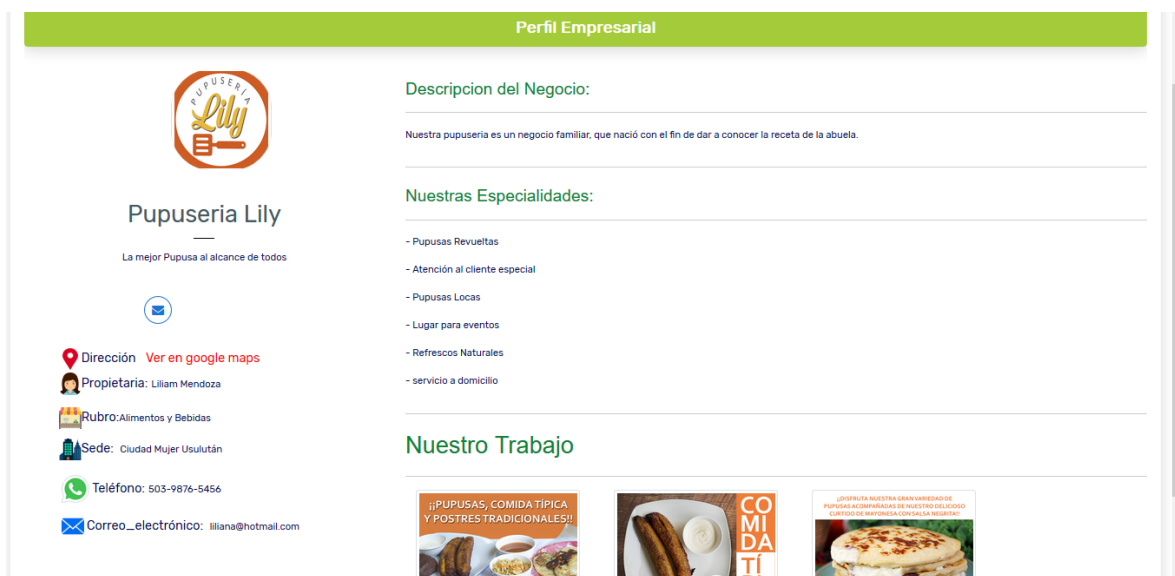 Perfil Empresarial
PUPUSERÍA
Lily
Pupuseria Lily
La mejor Pupusa al alcance de todos
Dirección Ver en google maps
Propietaria: Liliam Mendoza
Rubro:Alimentos y Bebidas
Sede: Ciudad Mujer Usulután
Teléfono: 503-9876-5456
Correo_electrónico: liliana@hotmail.com
Descripcion del Negocio:
Nuestra pupuseria es un negocio familiar, que nació con el fin de dar a conocer la receta de la abuela.
Nuestras Especialidades:
- Pupusas Revueltas
- Atención al cliente especial
- Pupusas Locas
- Lugar para eventos
- Refrescos Naturales
- servicio a domicilio
Nuestro Trabajo
¡¡PUPUSAS, COMIDA TÍPICA
Y POSTRES TRADICIONALES!!
CO
MI
DA
TÍ
¡DISFRUTA NUESTRA GRAN VARIEDAD DE
PUPUSAS ACOMPAÑADAS DE NUESTRO DELICIOSO
CURTIDO DE MAYONESA CON SALSA NEGRITA!!